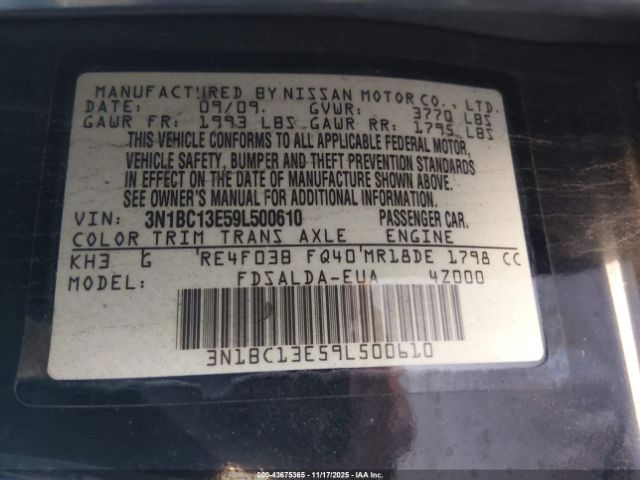 MANUFACTURED BY NISSAN MOTOR CO., LTD.
DATE: 09/09. GVWR: 3770 LBS
GAWR FR: 1993 LBS GAWR RR: 1795 LBS
THIS VEHICLE CONFORMS TO ALL APPLICABLE FEDERAL MOTOR,
VEHICLE SAFETY, BUMPER AND THEFT PREVENTION STANDARDS
IN EFFECT ON THE DATE OF MANUFACTURE SHOWN ABOVE.
SEE OWNER'S MANUAL OR ADDITIONAL INFORMATION.
VIN: 3N1BC13E59L500610 PASSENGER CAR.
COLOR TRIM TRANS AXLE ENGINE
KH3 G RE4F03B FQ40 MR18DE 1798 CC
MODEL: FDSALDA-EUA 4Z000
3N1BC13E59L500610
000-43675365 - 11/17/2025 - IAA Inc.